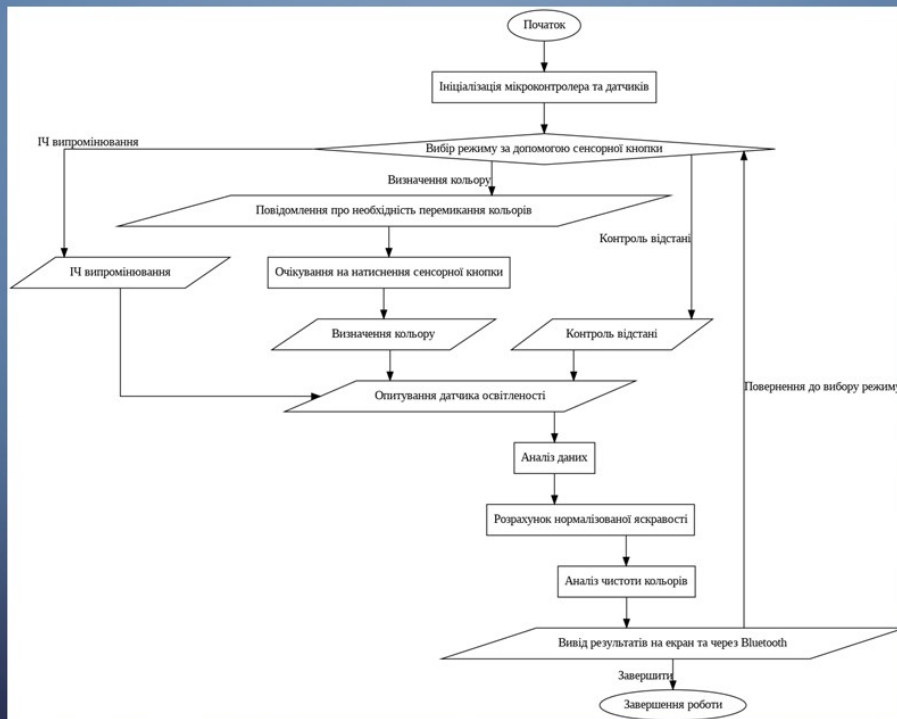 Початок
Ініціалізація мікроконтролера та датчиків
ІЧ випромінювання
Вибір режиму за допомогою сенсорної кнопки
Визначення кольору
Повідомлення про необхідність перемикання кольорів
Контроль відстані
ІЧ випромінювання
Очікування на натиснення сенсорної кнопки
Визначення кольору
Контроль відстані
Повернення до вибору режиму
Опитування датчика освітленості
Аналіз даних
Розрахунок нормалізованої яскравості
Аналіз чистоти кольорів
Вивід результатів на екран та через Bluetooth
Завершити
Завершення роботи